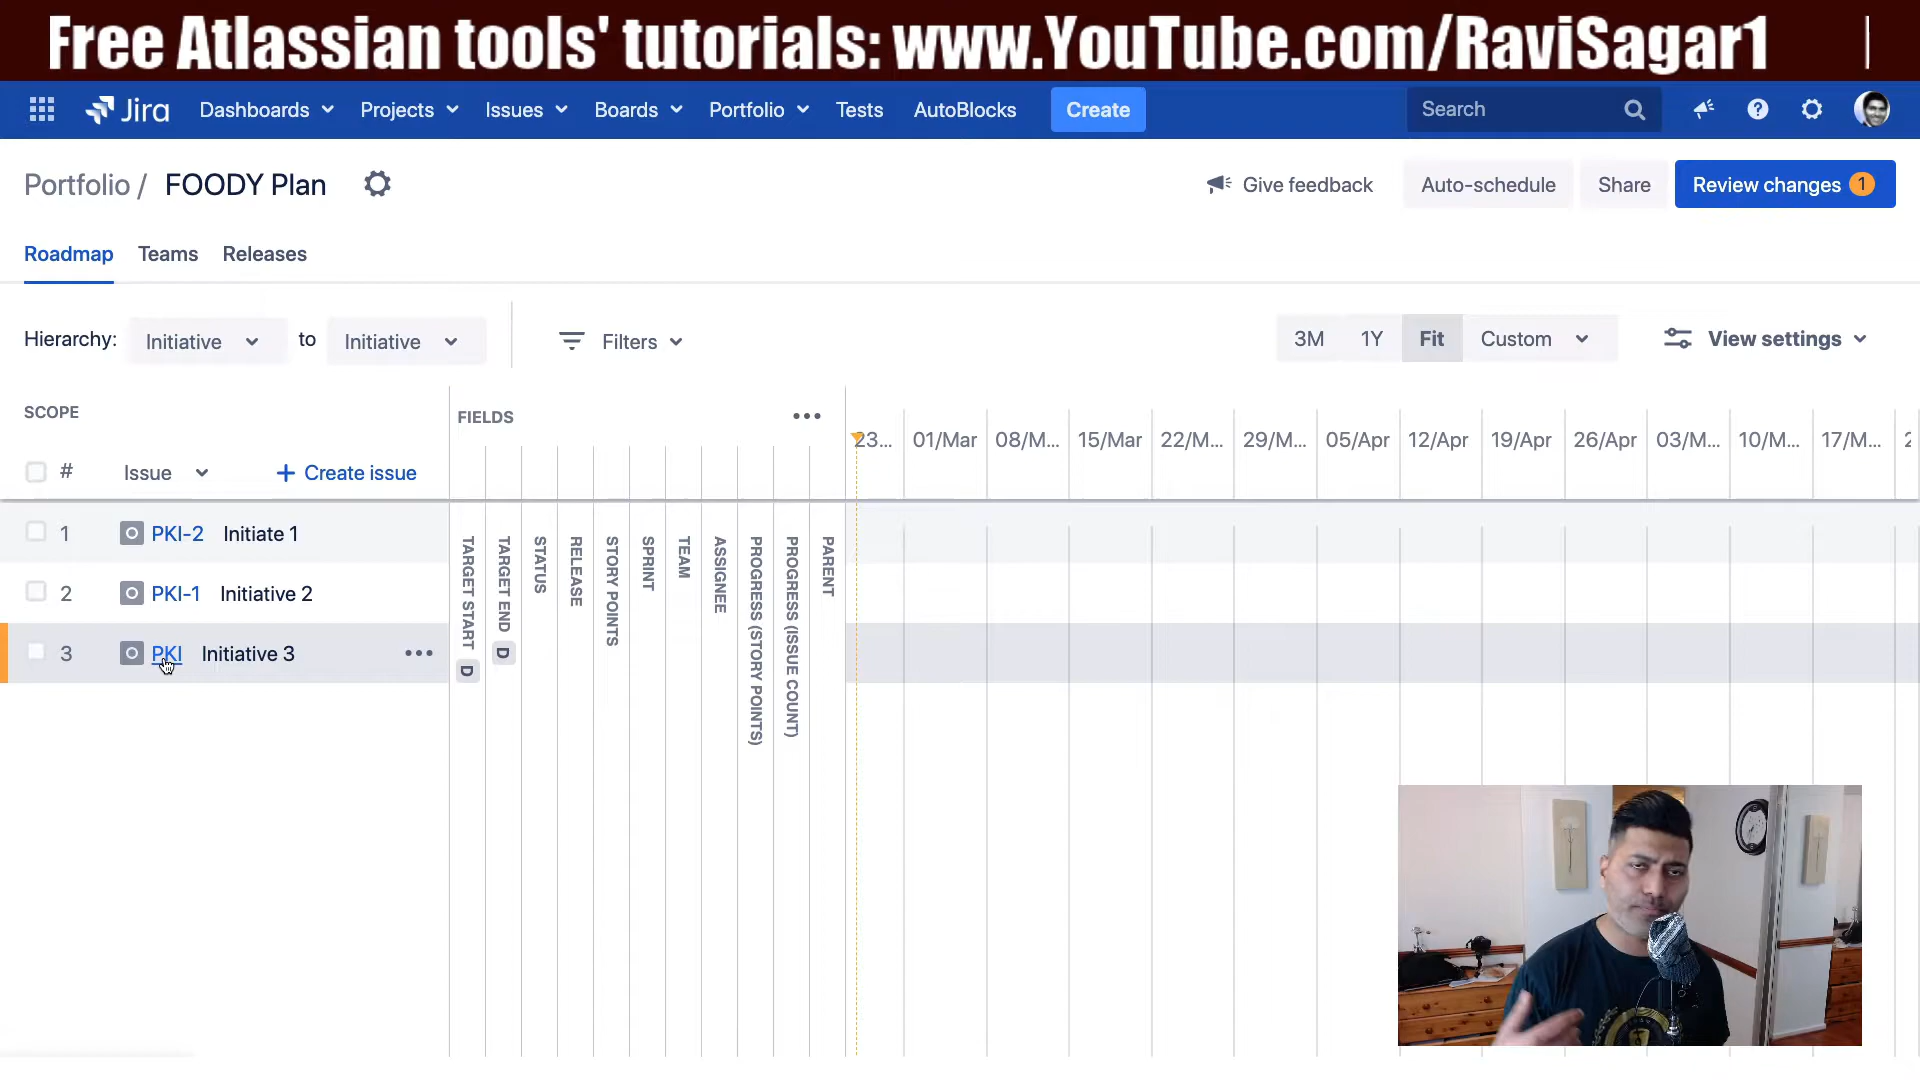 Free Atlassian tools' tutorials: www.YouTube.com/RaviSagar1
Jira Dashboards Projects Issues Boards Portfolio Tests AutoBlocks Create Search
Portfolio / FOODY Plan Give feedback Auto-schedule Share Review changes 1
Roadmap Teams Releases
Hierarchy: Initiative to Initiative Filters 3M 1Y Fit Custom View settings
SCOPE FIELDS
23... 01/Mar 08/M... 15/Mar 22/M... 29/M... 05/Apr 12/Apr 19/Apr 26/Apr 03/M... 10/M... 17/M... 2
# Issue + Create issue
1 PKI-2 Initiate 1
2 PKI-1 Initiative 2
3 PKI Initiative 3
TARGET START D
TARGET END D
STATUS
RELEASE
STORY POINTS
SPRINT
TEAM
ASSIGNEE
PROGRESS (STORY POINTS)
PROGRESS (ISSUE COUNT)
PARENT